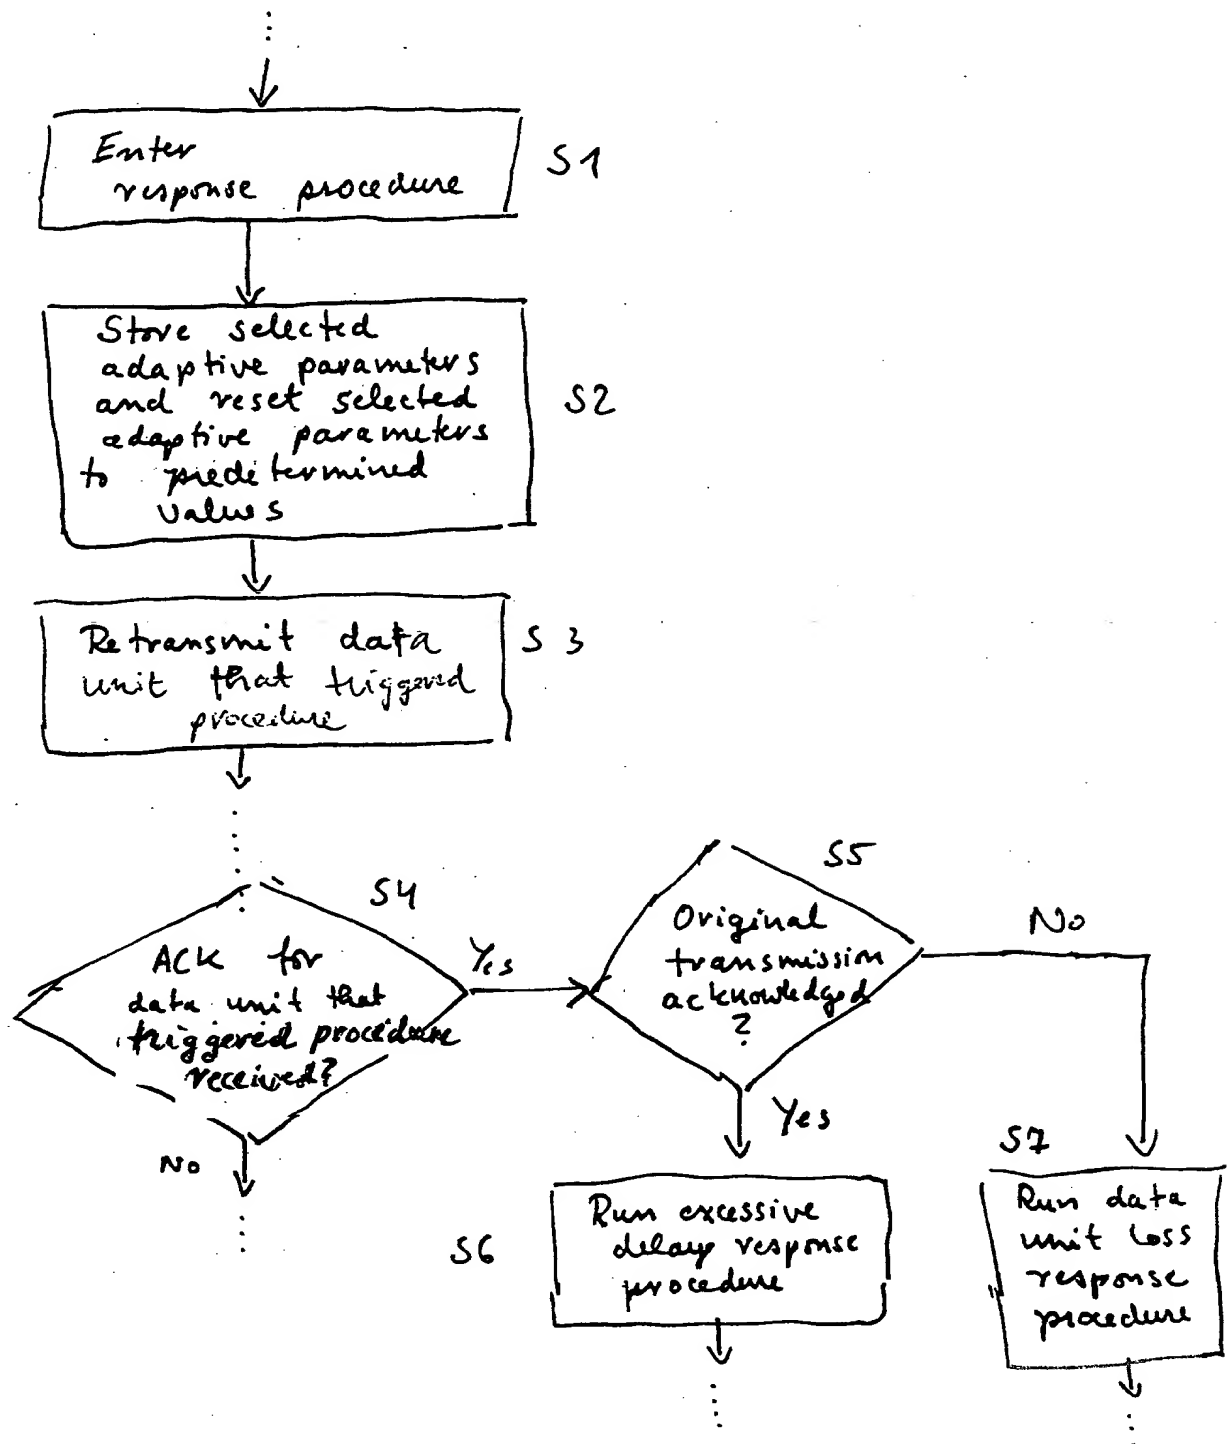 Enter
response procedure
S1
Store selected
adaptive parameters
and reset selected
adaptive parameters
to predetermined
values
S2
Retransmit data
unit that triggered
procedure
S3
S4
ACK for
data unit that
triggered procedure
received?
Yes
No
S5
Original
transmission
acknowledged
?
No
Yes
S6
Run excessive
delay response
procedure
S7
Run data
unit loss
response
procedure